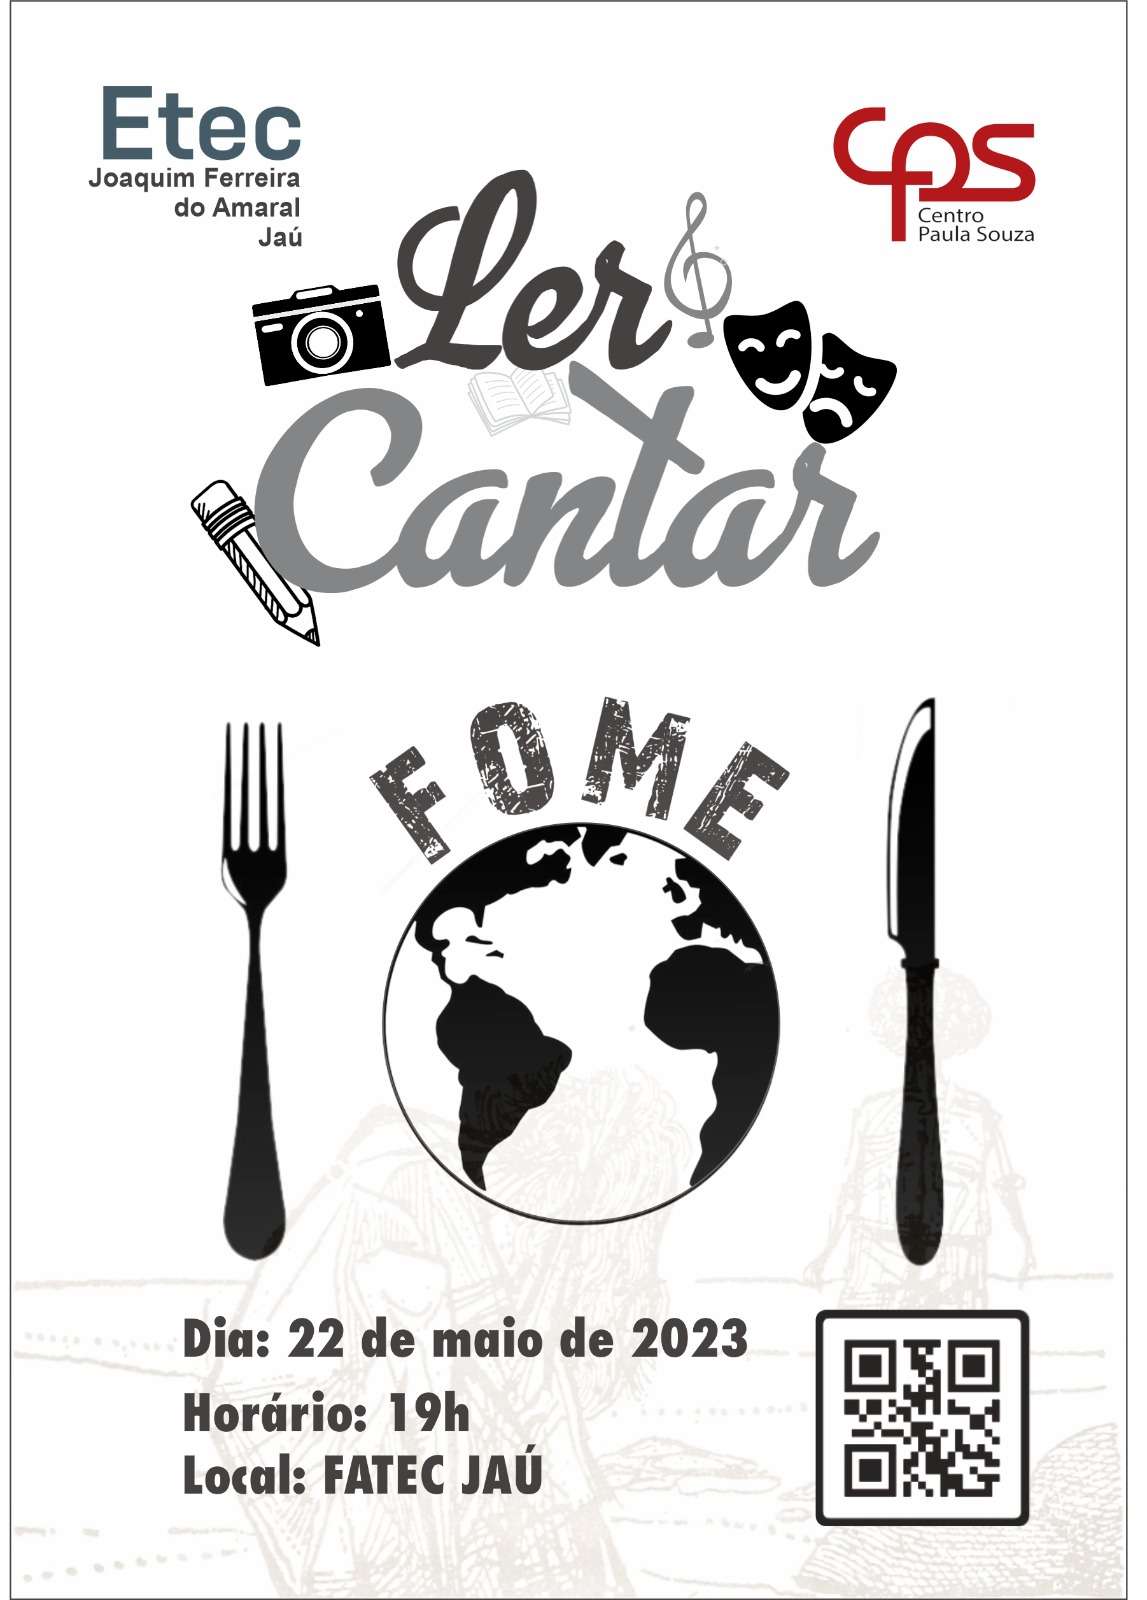 Etec
Joaquim Ferreira
do Amaral
Jaú
cps
Centro
Paula Souza
Ler
Cantar
FOME
Dia: 22 de maio de 2023
Horário: 19h
Local: FATEC JAÚ